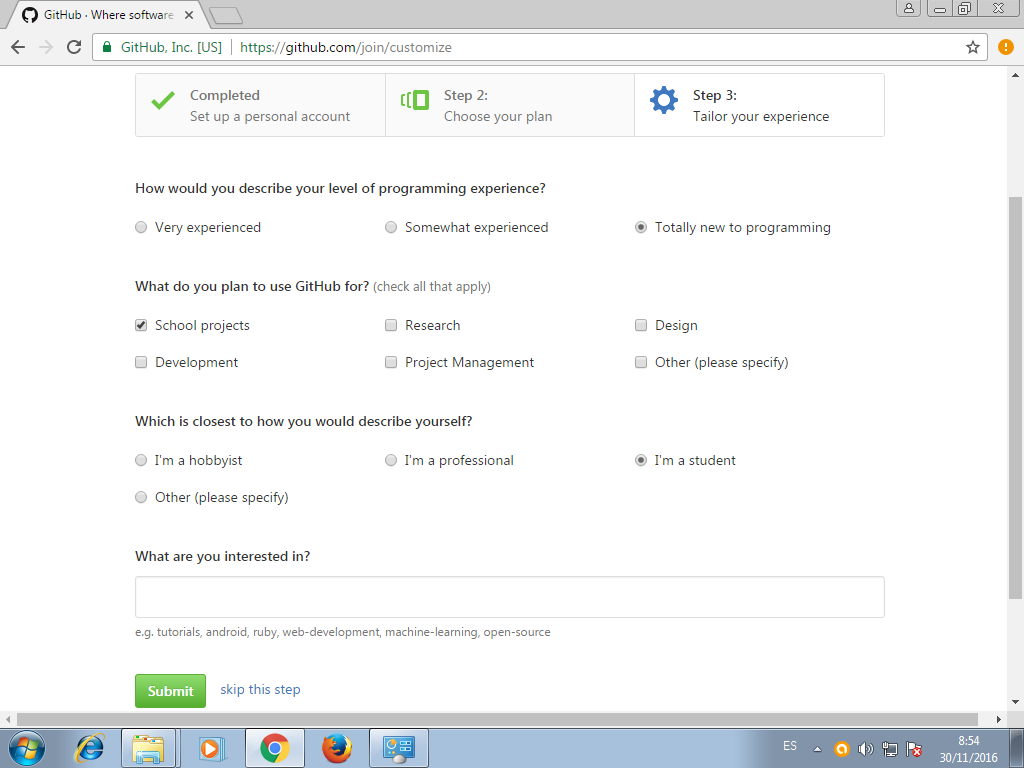 GitHub · Where software
GitHub, Inc. [US] https://github.com/join/customize
Completed
Set up a personal account
Step 2:
Choose your plan
Step 3:
Tailor your experience
How would you describe your level of programming experience?
Very experienced Somewhat experienced Totally new to programming
What do you plan to use GitHub for? (check all that apply)
School projects Research Design
Development Project Management Other (please specify)
Which is closest to how you would describe yourself?
I'm a hobbyist I'm a professional I'm a student
Other (please specify)
What are you interested in?
e.g. tutorials, android, ruby, web-development, machine-learning, open-source
Submit skip this step
ES
8:54
30/11/2016